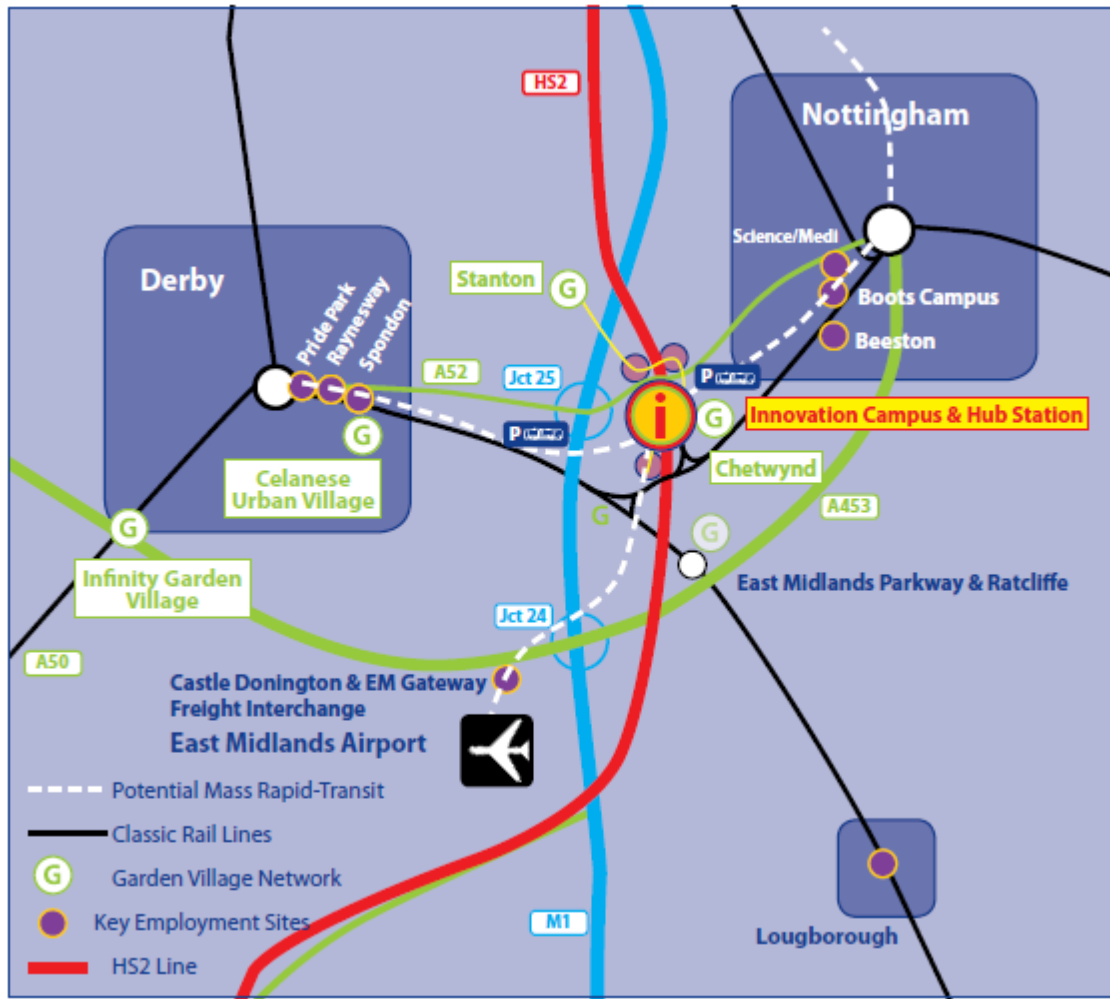 HS2
Nottingham
Science/Medi
Derby
Stanton
G
Boots Campus
Pride Park
Raynesway
Spondon
Beeston
A52
Jct 25
P
P
i
Innovation Campus & Hub Station
G
G
Celanese
Urban Village
Chetwynd
A453
G
G
G
Infinity Garden
Village
East Midlands Parkway & Ratcliffe
Jct 24
A50
Castle Donington & EM Gateway
Freight Interchange
East Midlands Airport
Potential Mass Rapid-Transit
Classic Rail Lines
G
Garden Village Network
Key Employment Sites
M1
Lougborough
HS2 Line